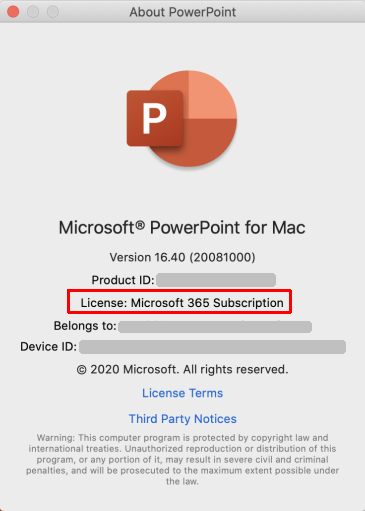 About PowerPoint
P
Microsoft® PowerPoint for Mac
Version 16.40 (20081000)
Product ID:
License: Microsoft 365 Subscription
Belongs to:
Device ID:
© 2020 Microsoft. All rights reserved.
License Terms
Third Party Notices
Warning: This computer program is protected by copyright law and
international treaties. Unauthorized reproduction or distribution of this
program, or any portion of it, may result in severe civil and criminal
penalties, and will be prosecuted to the maximum extent possible under
the law.